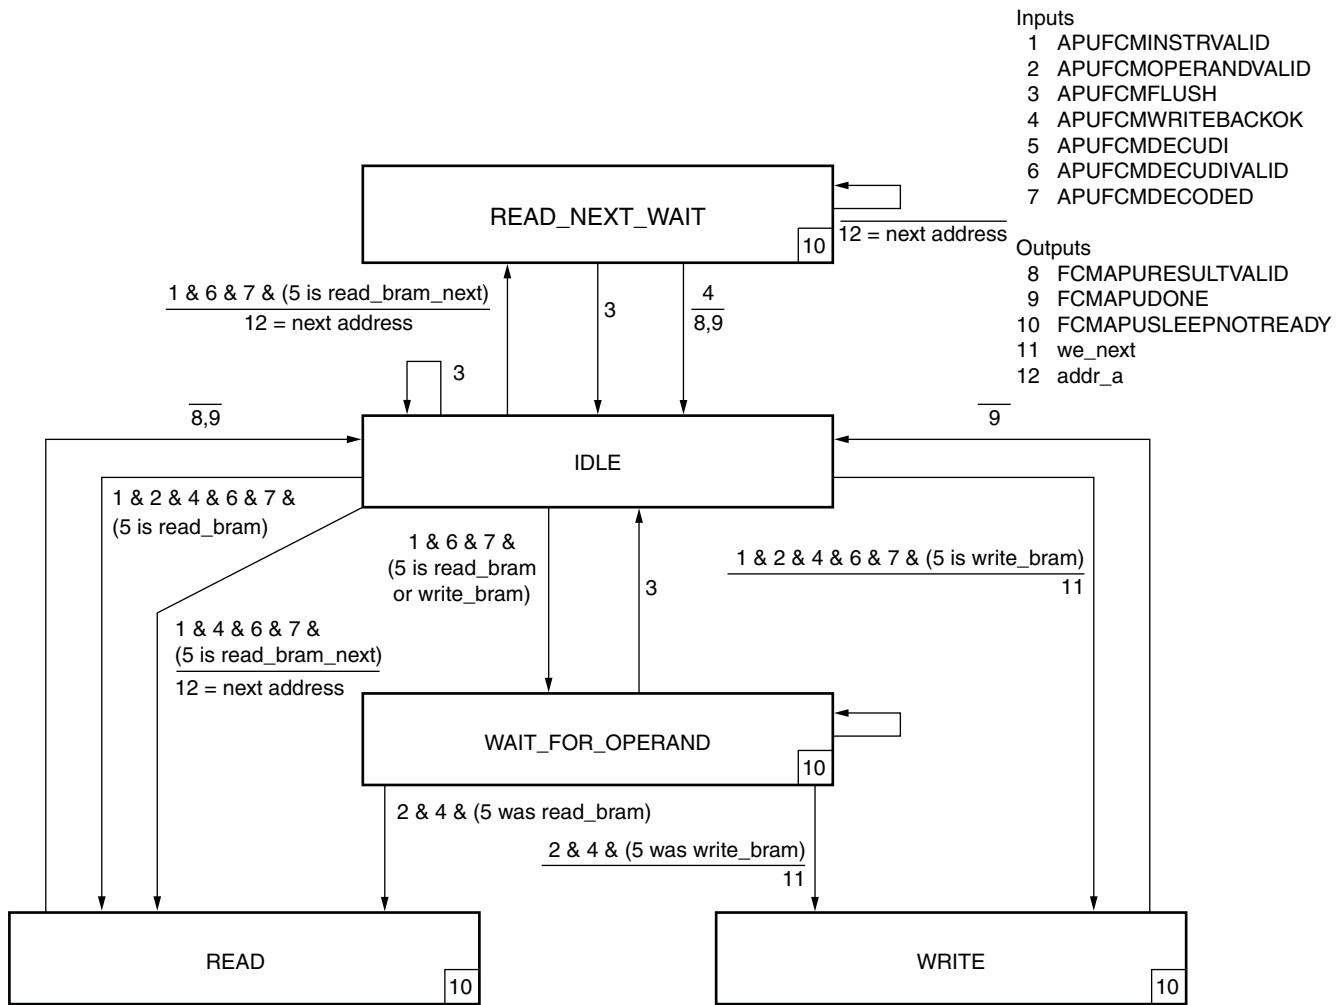 Inputs
1 APUFCMINSTRVALID
2 APUFCMOPERANDVALID
3 APUFCMFLUSH
4 APUFCMWRITEBACKOK
5 APUFCMDECUDI
6 APUFCMDECUDIVALID
7 APUFCMDECODED
Outputs
8 FCMAPURESULTVALID
9 FCMAPUDONE
10 FCMAPUSLEEPNOTREADY
11 we_next
12 addr_a
READ_NEXT_WAIT
10
12 = next address
1 & 6 & 7 & (5 is read_bram_next)
12 = next address
3
4
8,9
3
8,9
9
IDLE
1 & 2 & 4 & 6 & 7 &
(5 is read_bram)
1 & 6 & 7 &
(5 is read_bram
or write_bram)
3
1 & 2 & 4 & 6 & 7 & (5 is write_bram)
11
1 & 4 & 6 & 7 &
(5 is read_bram_next)
12 = next address
WAIT_FOR_OPERAND
10
2 & 4 & (5 was read_bram)
2 & 4 & (5 was write_bram)
11
READ
10
WRITE
10